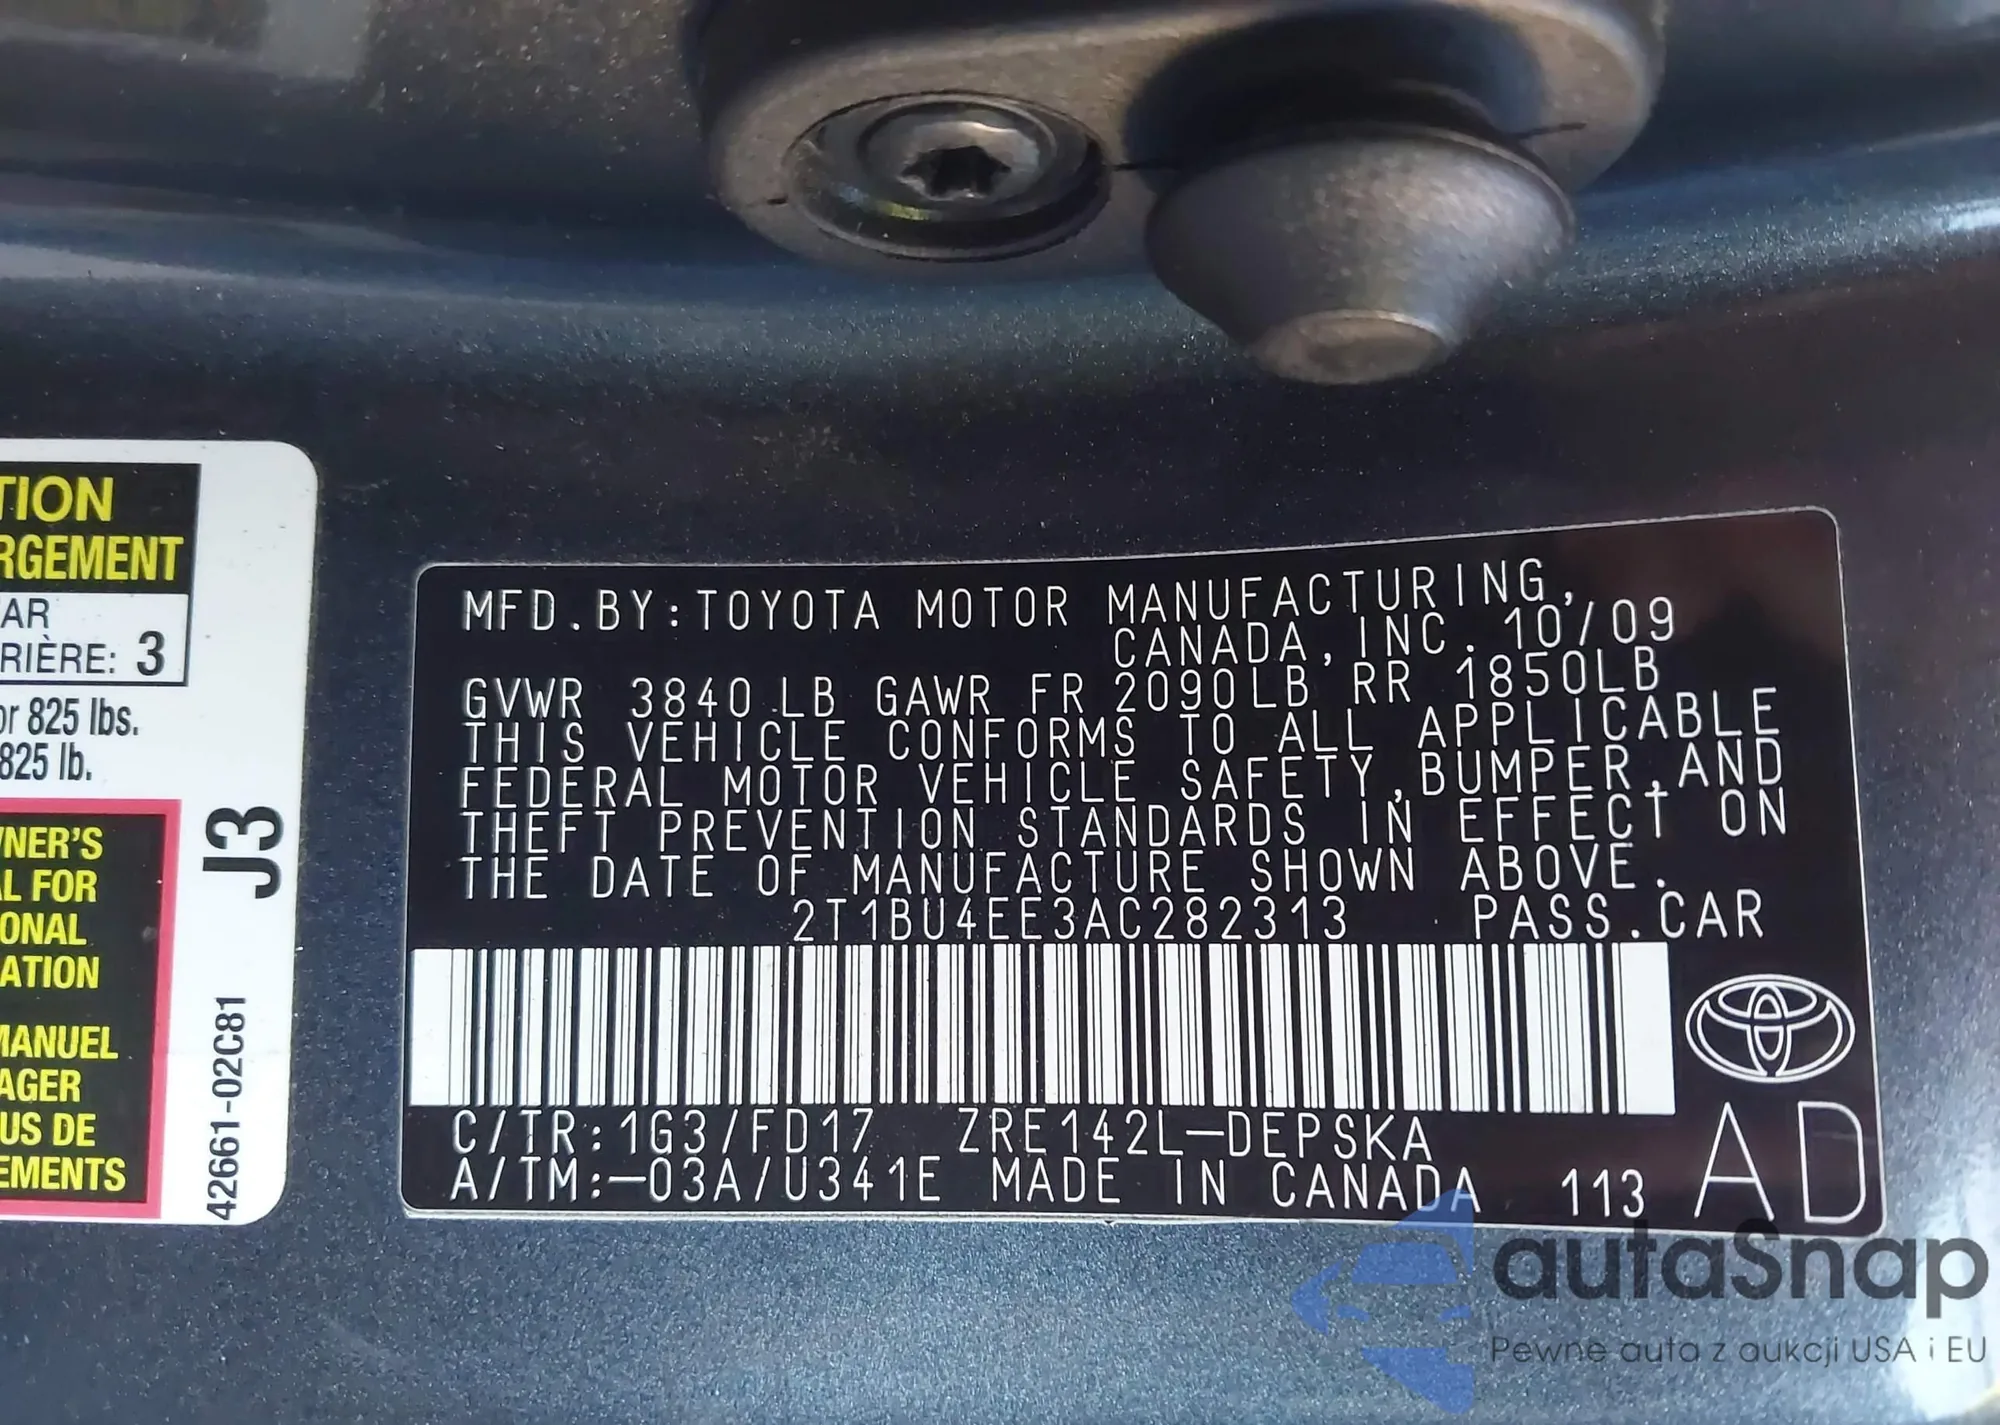 TION
RGEMENT
AR
RIÈRE: 3
or 825 lbs.
825 lb.
NER'S
AL FOR
ONAL
ATION
MANUEL
AGER
US DE
EMENTS
J3
42661-02C81
MFD.BY:TOYOTA MOTOR MANUFACTURING,
CANADA,INC. 10/09
GVWR 3840 LB GAWR FR 2090LB RR 1850LB
THIS VEHICLE CONFORMS TO ALL APPLICABLE
FEDERAL MOTOR VEHICLE SAFETY,BUMPER,AND
THEFT PREVENTION STANDARDS IN EFFECT ON
THE DATE OF MANUFACTURE SHOWN ABOVE.
2T1BU4EE3AC282313 PASS.CAR
C/TR:1G3/FD17 ZRE142L-DEPSKA
A/TM:-03A/U341E MADE IN CANADA 113
AD
autaSnap
Pewne auta z aukcji USA i EU